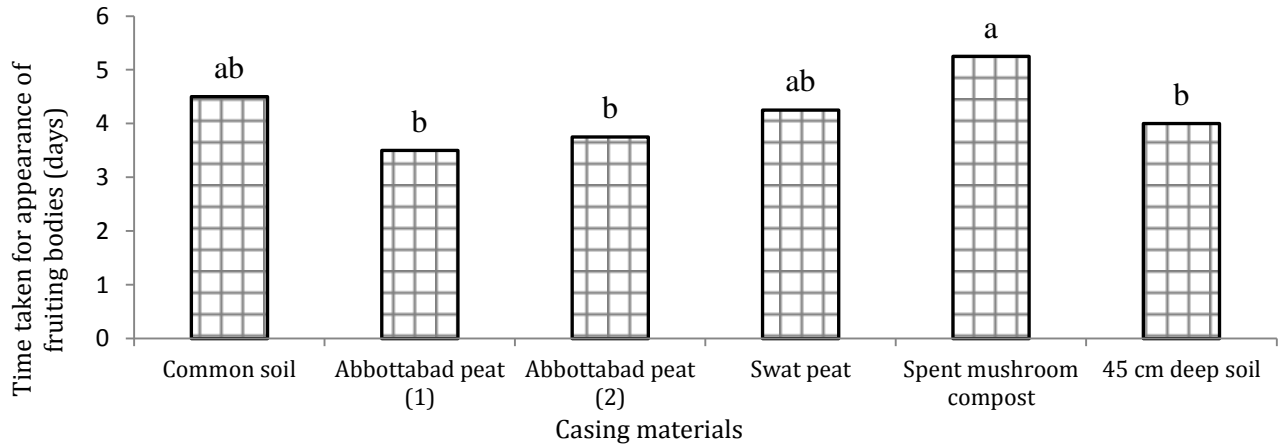 Time taken for appearance of
fruiting bodies (days)
6
5
4
3
2
1
0
ab
b
b
ab
a
b
Common soil
Abbottabad peat
(1)
Abbottabad peat
(2)
Swat peat
Spent mushroom
compost
45 cm deep soil
Casing materials